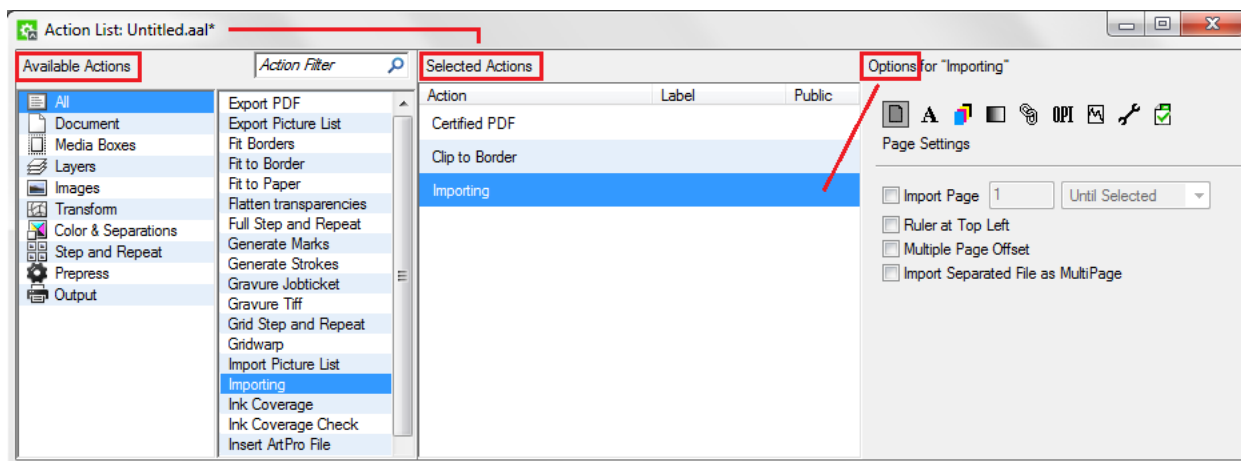 Action List: Untitled.aal*
Available Actions
Action Filter
All
Document
Media Boxes
Layers
Images
Transform
Color & Separations
Step and Repeat
Prepress
Output
Export PDF
Export Picture List
Fit Borders
Fit to Border
Fit to Paper
Flatten transparencies
Full Step and Repeat
Generate Marks
Generate Strokes
Gravure Jobticket
Gravure Tiff
Grid Step and Repeat
Gridwarp
Import Picture List
Importing
Ink Coverage
Ink Coverage Check
Insert ArtPro File
Selected Actions
Action Label Public
Certified PDF
Clip to Border
Importing
Options for "Importing"
A OPI
Page Settings
Import Page 1 Until Selected
Ruler at Top Left
Multiple Page Offset
Import Separated File as MultiPage